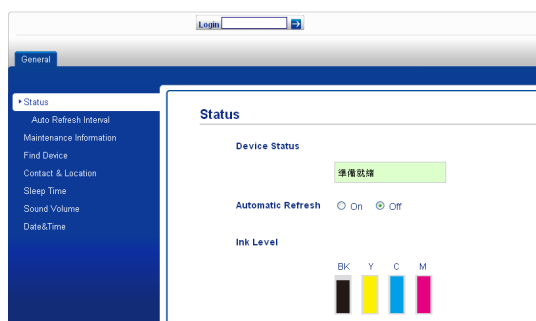 Login
General
Status
Auto Refresh Interval
Maintenance Information
Find Device
Contact & Location
Sleep Time
Sound Volume
Date&Time
Status
Device Status
準備就緒
Automatic Refresh On Off
Ink Level
BK Y C M